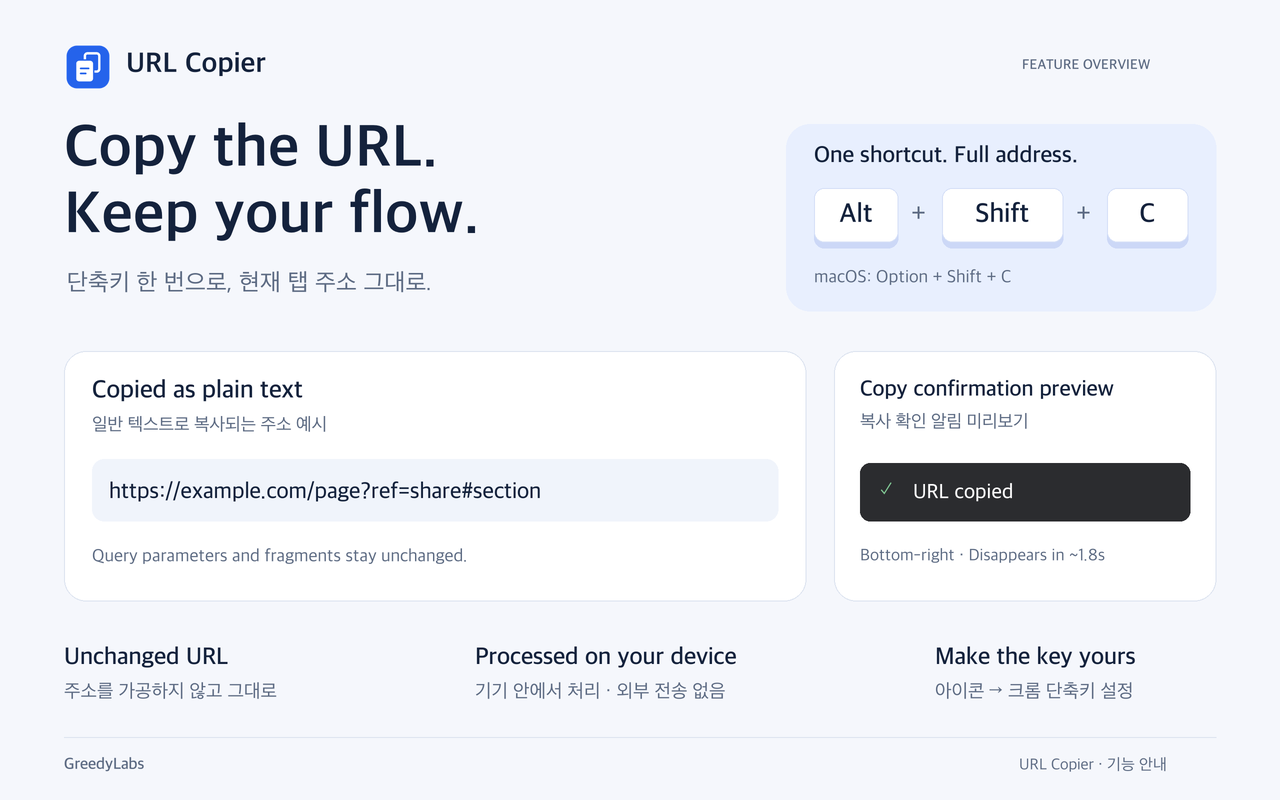 URL Copier
FEATURE OVERVIEW
Copy the URL.
Keep your flow.
단축키 한 번으로, 현재 탭 주소 그대로.
One shortcut. Full address.
Alt + Shift + C
macOS: Option + Shift + C
Copied as plain text
일반 텍스트로 복사되는 주소 예시
https://example.com/page?ref=share#section
Query parameters and fragments stay unchanged.
Copy confirmation preview
복사 확인 알림 미리보기
✓ URL copied
Bottom-right · Disappears in ~1.8s
Unchanged URL
주소를 가공하지 않고 그대로
Processed on your device
기기 안에서 처리 · 외부 전송 없음
Make the key yours
아이콘 → 크롬 단축키 설정
GreedyLabs
URL Copier · 기능 안내